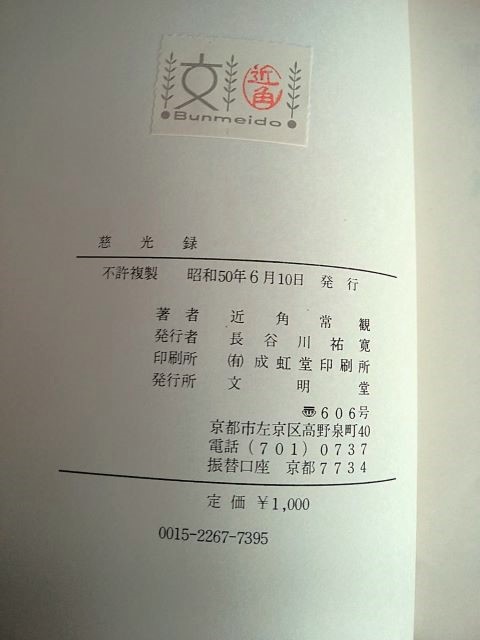 文 近角
Bunmeido
慈光録
不許複製 昭和50年6月10日 発行
著者 近角常観
発行者 長谷川祐寛
印刷所 ㈲成虹堂印刷所
発行所 文明堂
〠606号
京都市左京区高野泉町40
電話(701)0737
振替口座 京都7734
定価 ¥1,000
0015-2267-7395